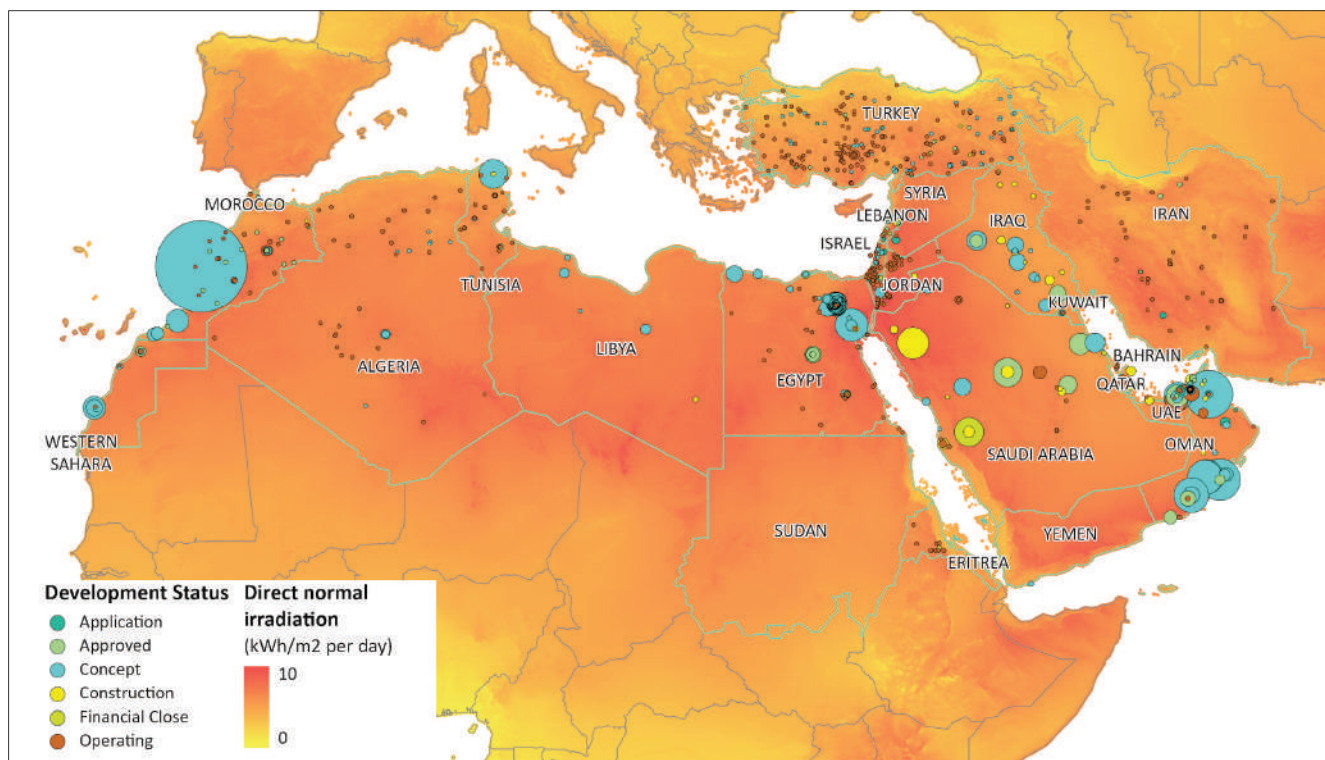 TURKEY
SYRIA
MOROCCO
LEBANON
IRAQ
IRAN
ISRAEL
TUNISIA
JORDAN
KUWAIT
LIBYA
ALGERIA
EGYPT
BAHRAIN
QATAR
UAE
WESTERN
SAHARA
OMAN
SAUDI ARABIA
SUDAN
YEMEN
ERITREA
Development Status
Application
Approved
Concept
Construction
Financial Close
Operating
Direct normal
irradiation
(kWh/m2 per day)
10
0